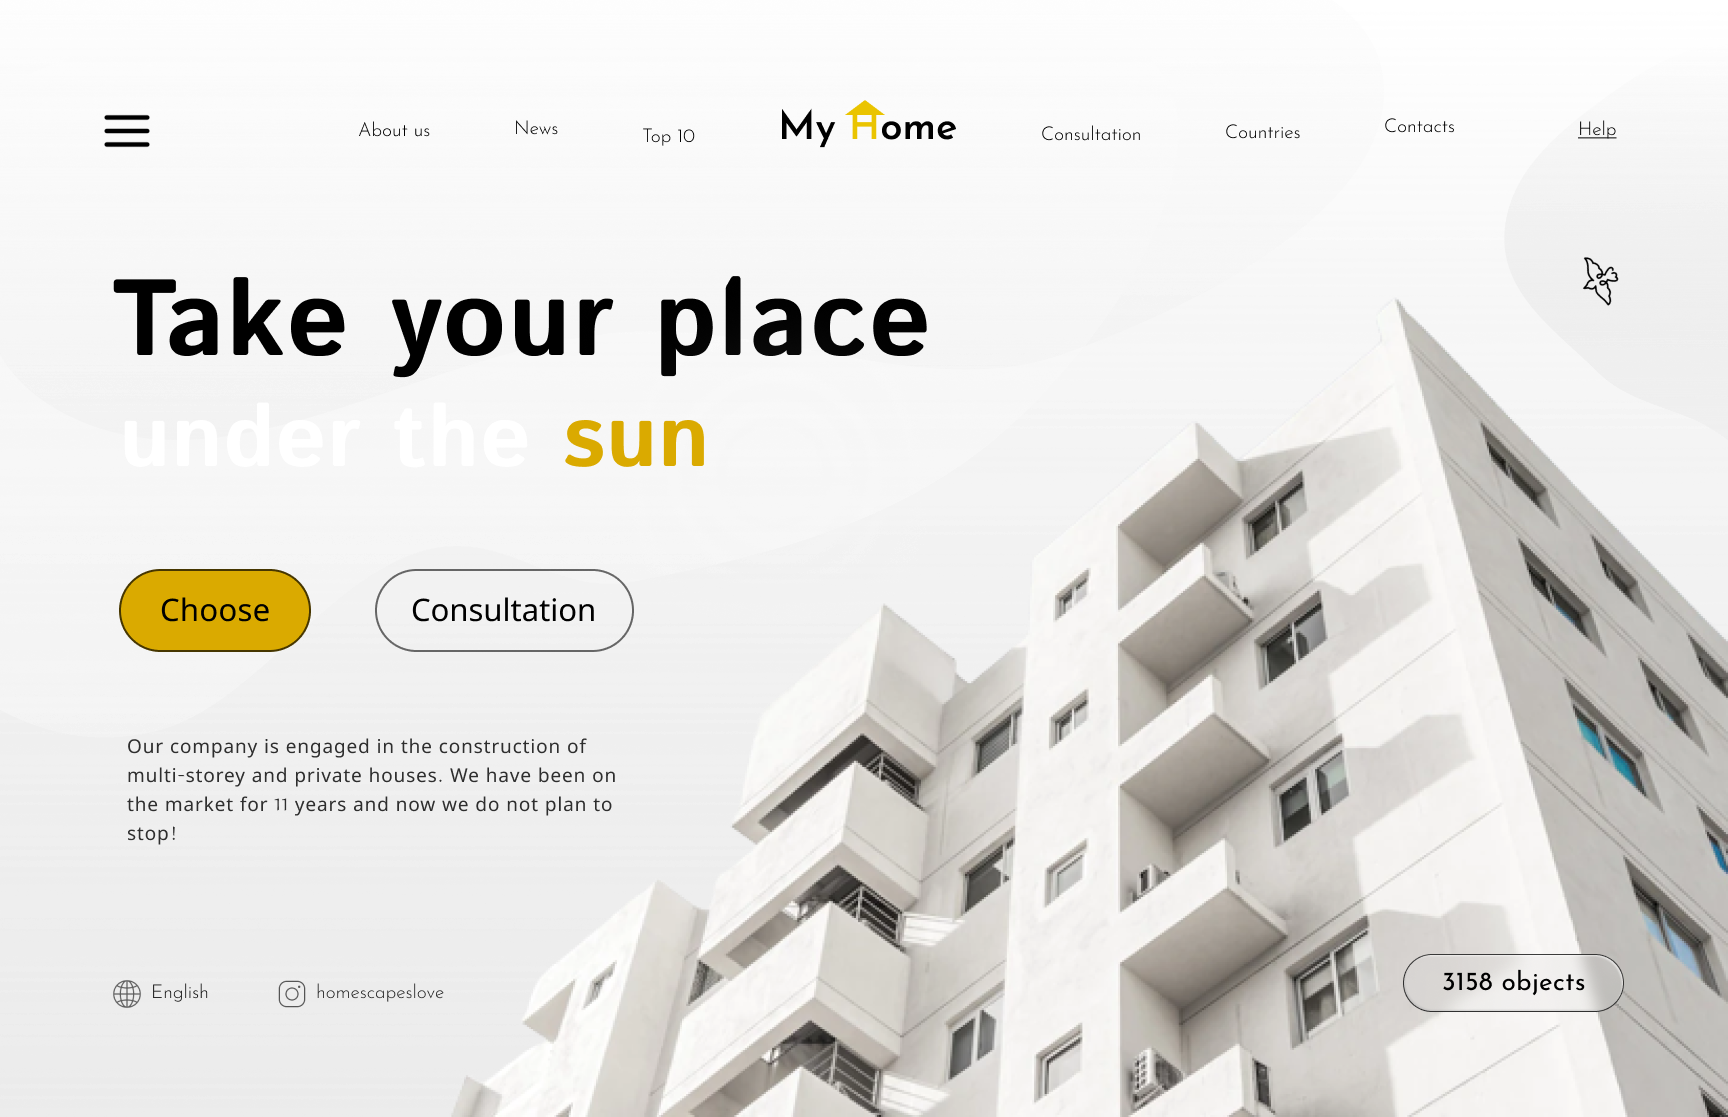 About us
News
Top 10
My Home
Consultation
Countries
Contacts
Help
Take your place
under the sun
Choose
Consultation
Our company is engaged in the construction of
multi-storey and private houses. We have been on
the market for 11 years and now we do not plan to
stop!
English
homescapeslove
3158 objects